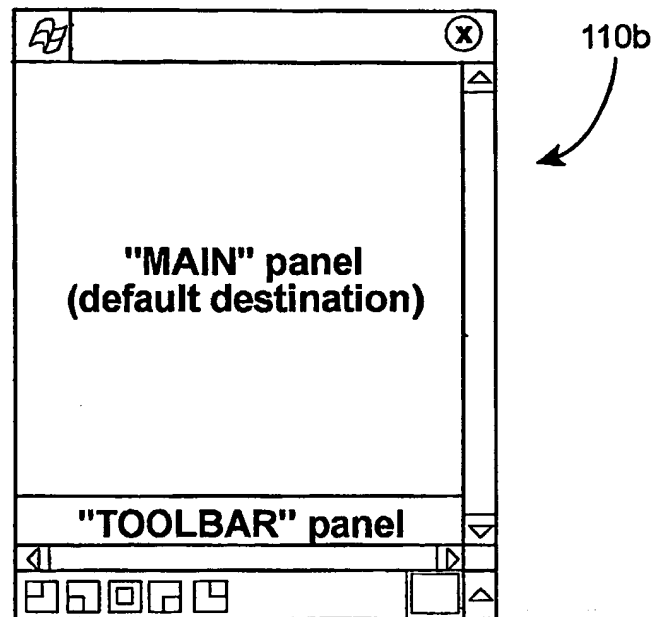 110b
"MAIN" panel
(default destination)
"TOOLBAR" panel